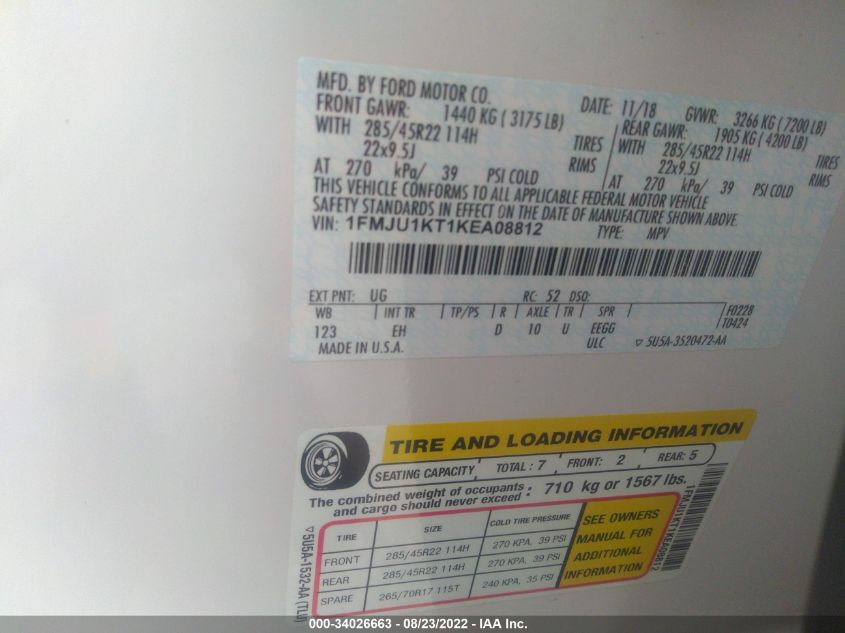 MFD. BY FORD MOTOR CO.
DATE: 11/18 GVWR: 3266 KG (7200 LB)
FRONT GAWR: 1440 KG (3175 LB)
WITH 285/45R22 114H TIRES
22x9.5J RIMS
AT 270 kPa/ 39 PSI COLD
REAR GAWR: 1905 KG (4200 LB)
WITH 285/45R22 114H TIRES
22x9.5J RIMS
AT 270 kPa/ 39 PSI COLD
THIS VEHICLE CONFORMS TO ALL APPLICABLE FEDERAL MOTOR VEHICLE
SAFETY STANDARDS IN EFFECT ON THE DATE OF MANUFACTURE SHOWN ABOVE.
VIN: 1FMJU1KT1KEA08812 TYPE: MPV
EXT PNT: UG RC: 52 DSO:
WB INT TR TP/PS R AXLE TR SPR F0228
123 EH D 10 U EEGG T0424
MADE IN U.S.A. ULC ▽ 5U5A-3520472-AA
TIRE AND LOADING INFORMATION
SEATING CAPACITY TOTAL : 7 FRONT: 2 REAR: 5
The combined weight of occupants and cargo should never exceed : 710 kg or 1567 lbs.
TIRE SIZE COLD TIRE PRESSURE
FRONT 285/45R22 114H 270 KPA, 39 PSI
REAR 285/45R22 114H 270 KPA, 39 PSI
SPARE 265/70R17 115T 240 KPA, 35 PSI
SEE OWNERS
MANUAL FOR
ADDITIONAL
INFORMATION
1FMJU1KT1KEA08812
▽5U5A-1532-AA (TLU)
000-34026663 - 08/23/2022 - IAA Inc.